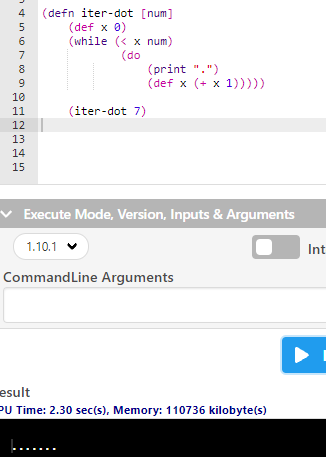 4 (defn iter-dot [num]
5 (def x 0)
6 (while (< x num)
7 (do
8 (print ".")
9 (def x (+ x 1)))))
10
11 (iter-dot 7)
12
13
14
15
Execute Mode, Version, Inputs & Arguments
1.10.1
Int
CommandLine Arguments
esult
PU Time: 2.30 sec(s), Memory: 110736 kilobyte(s)
.......